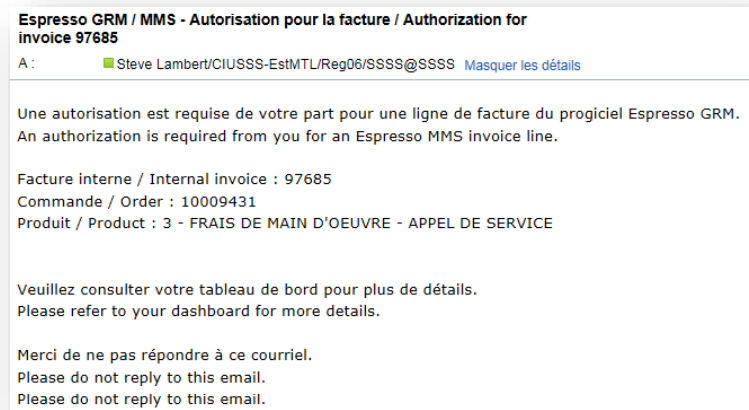 Espresso GRM / MMS - Autorisation pour la facture / Authorization for
invoice 97685
A : Steve Lambert/CIUSSS-EstMTL/Reg06/SSSS@SSSS Masquer les détails
Une autorisation est requise de votre part pour une ligne de facture du progiciel Espresso GRM.
An authorization is required from you for an Espresso MMS invoice line.
Facture interne / Internal invoice : 97685
Commande / Order : 10009431
Produit / Product : 3 - FRAIS DE MAIN D'OEUVRE - APPEL DE SERVICE
Veuillez consulter votre tableau de bord pour plus de détails.
Please refer to your dashboard for more details.
Merci de ne pas répondre à ce courriel.
Please do not reply to this email.
Please do not reply to this email.